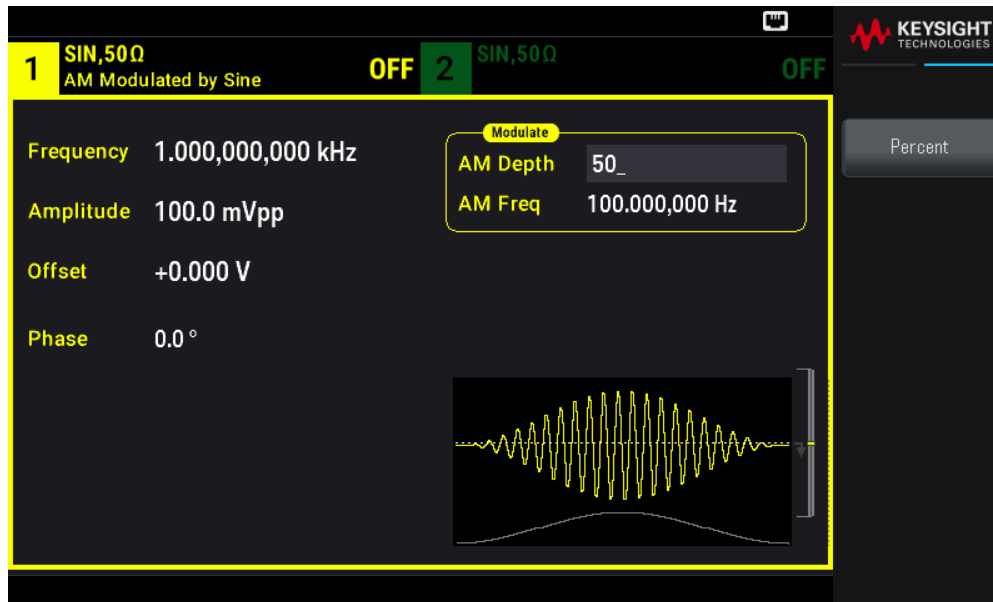 KEYSIGHT
TECHNOLOGIES
1 SIN,50Ω
AM Modulated by Sine OFF
2 SIN,50Ω OFF
Frequency 1.000,000,000 kHz
Amplitude 100.0 mVpp
Offset +0.000 V
Phase 0.0 °
Modulate
AM Depth 50_
AM Freq 100.000,000 Hz
Percent